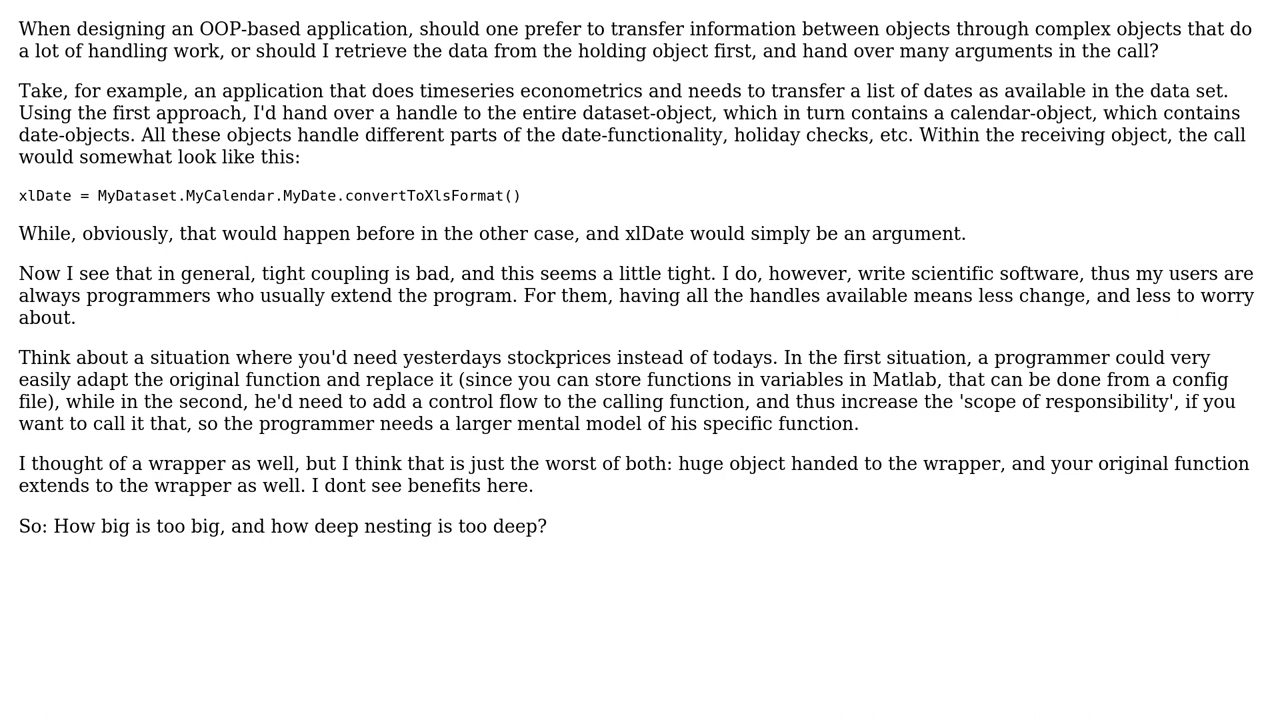 When designing an OOP-based application, should one prefer to transfer information between objects through complex objects that do
a lot of handling work, or should I retrieve the data from the holding object first, and hand over many arguments in the call?
Take, for example, an application that does timeseries econometrics and needs to transfer a list of dates as available in the data set.
Using the first approach, I'd hand over a handle to the entire dataset-object, which in turn contains a calendar-object, which contains
date-objects. All these objects handle different parts of the date-functionality, holiday checks, etc. Within the receiving object, the call
would somewhat look like this:
xlDate = MyDataset.MyCalendar.MyDate.convertToXlsFormat()
While, obviously, that would happen before in the other case, and xlDate would simply be an argument.
Now I see that in general, tight coupling is bad, and this seems a little tight. I do, however, write scientific software, thus my users are
always programmers who usually extend the program. For them, having all the handles available means less change, and less to worry
about.
Think about a situation where you'd need yesterdays stockprices instead of todays. In the first situation, a programmer could very
easily adapt the original function and replace it (since you can store functions in variables in Matlab, that can be done from a config
file), while in the second, he'd need to add a control flow to the calling function, and thus increase the 'scope of responsibility', if you
want to call it that, so the programmer needs a larger mental model of his specific function.
I thought of a wrapper as well, but I think that is just the worst of both: huge object handed to the wrapper, and your original function
extends to the wrapper as well. I dont see benefits here.
So: How big is too big, and how deep nesting is too deep?